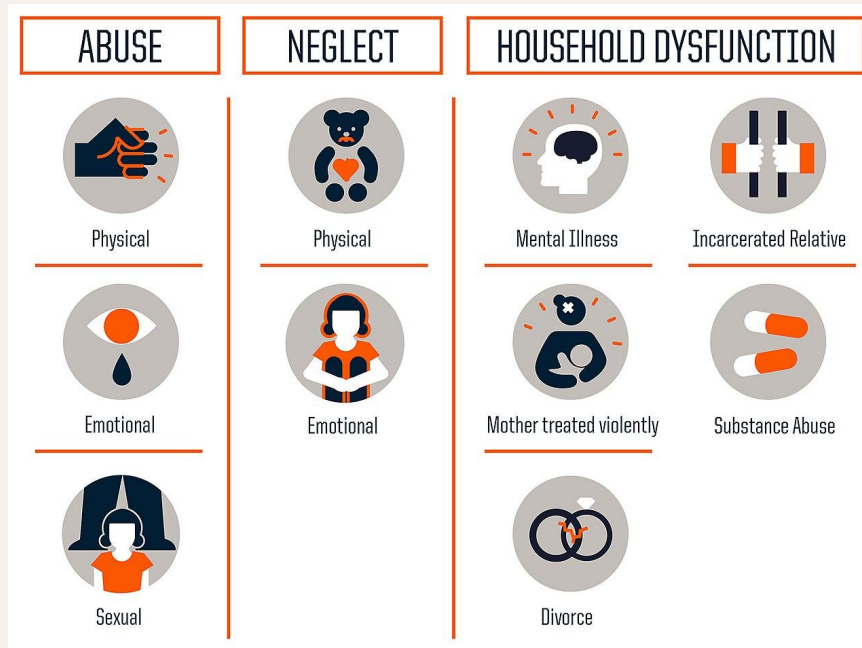 ABUSE
Physical
Emotional
Sexual
NEGLECT
Physical
Emotional
HOUSEHOLD DYSFUNCTION
Mental Illness
Incarcerated Relative
Mother treated violently
Substance Abuse
Divorce